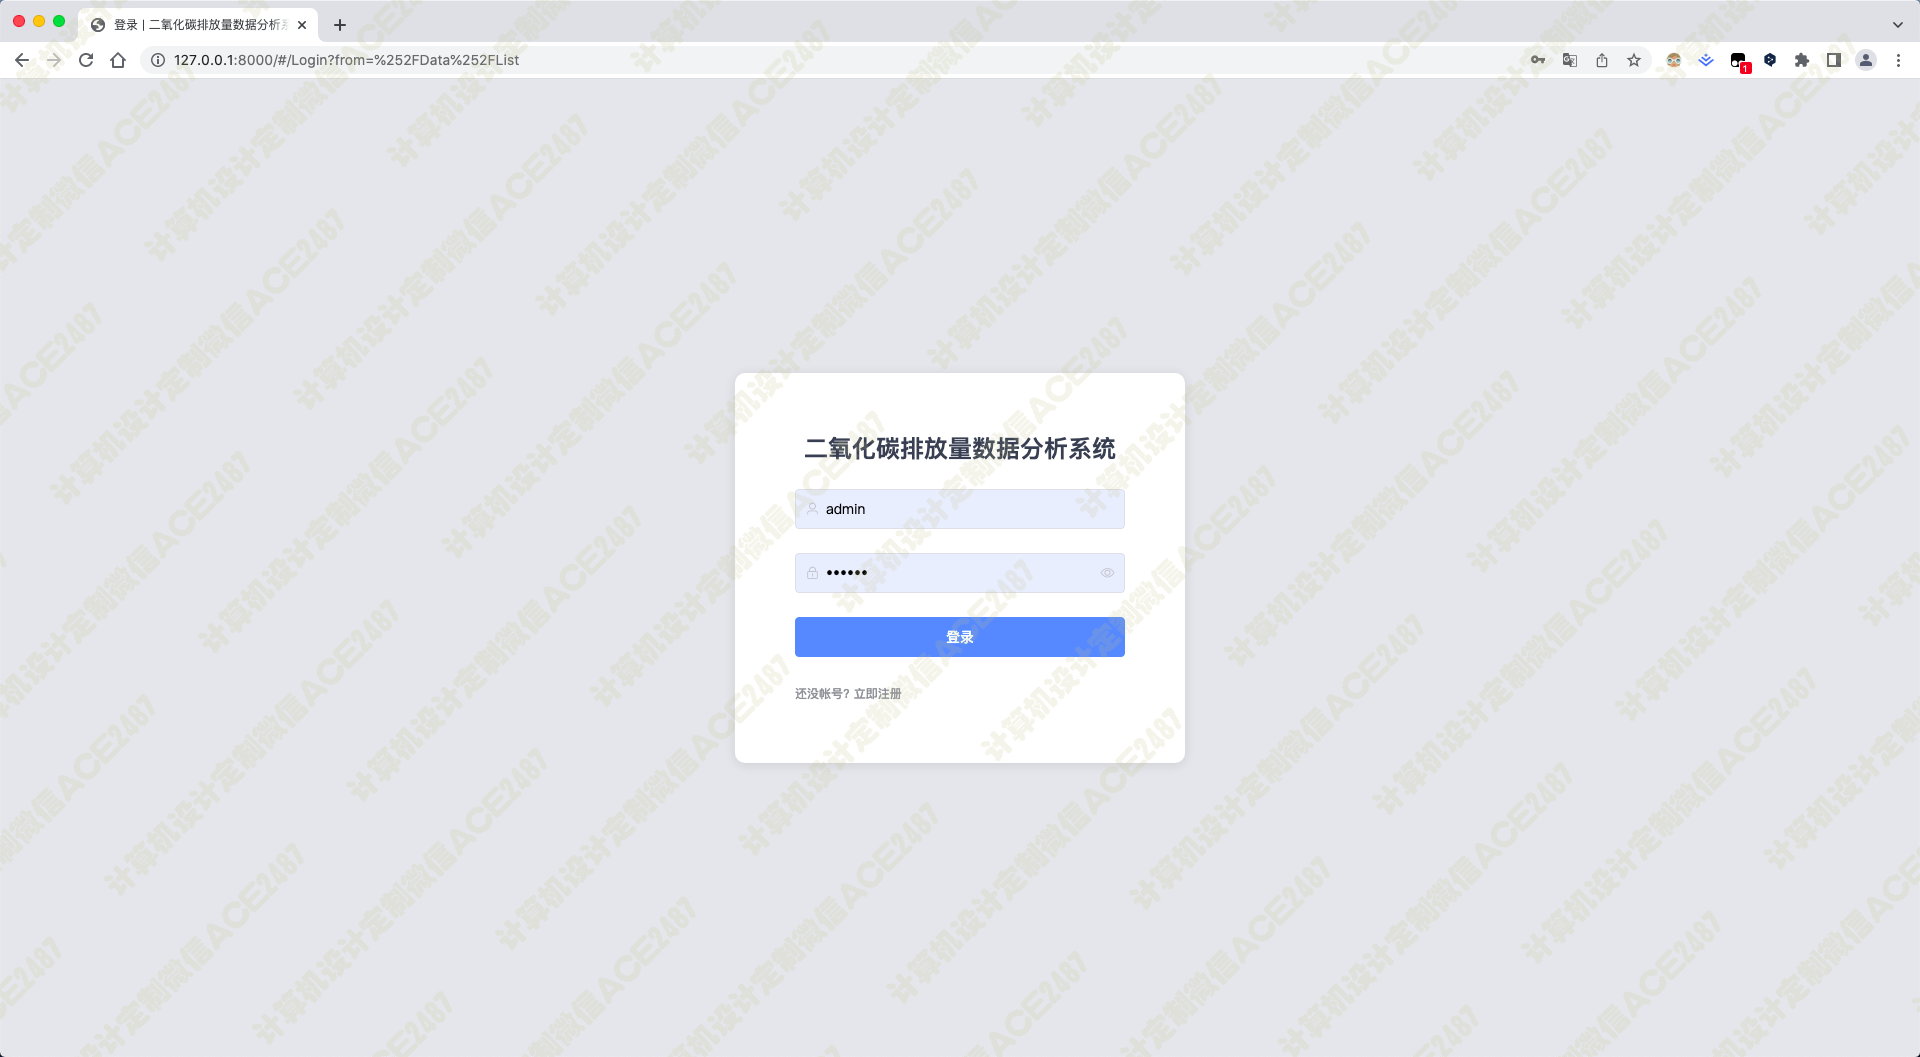 登录 | 二氧化碳排放量数据分析系
127.0.0.1:8000/#/Login?from=%252FData%252FList
1
二氧化碳排放量数据分析系统
admin
••••••
登录
还没帐号? 立即注册
计算机设计定制微信ACE2487